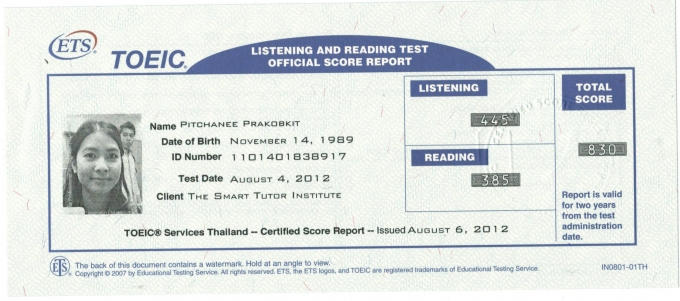 ETS
TOEIC®
LISTENING AND READING TEST
OFFICIAL SCORE REPORT
Name PITCHANEE PRAKOBKIT
Date of Birth NOVEMBER 14, 1989
ID Number 1101401838917
Test Date AUGUST 4, 2012
Client THE SMART TUTOR INSTITUTE
LISTENING
445
READING
385
TOTAL
SCORE
830
Report is valid
for two years
from the test
administration
date.
TOEIC® Services Thailand -- Certified Score Report -- Issued AUGUST 6, 2012
ETS
The back of this document contains a watermark. Hold at an angle to view.
Copyright © 2007 by Educational Testing Service. All rights reserved. ETS, the ETS logos, and TOEIC are registered trademarks of Educational Testing Service.
IN0801-01TH